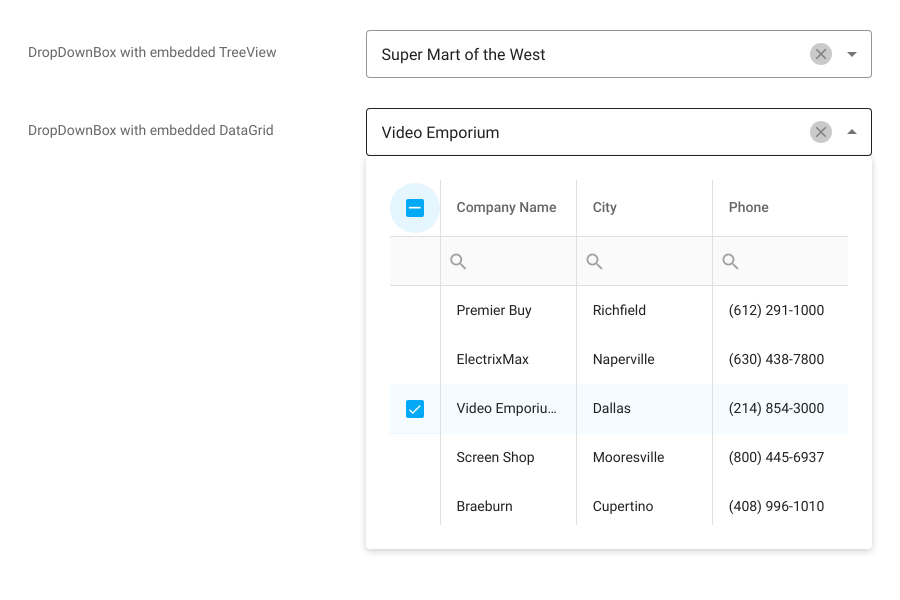 DropDownBox with embedded TreeView
Super Mart of the West
DropDownBox with embedded DataGrid
Video Emporium
Company Name City Phone
Premier Buy Richfield (612) 291-1000
ElectrixMax Naperville (630) 438-7800
Video Emporiu... Dallas (214) 854-3000
Screen Shop Mooresville (800) 445-6937
Braeburn Cupertino (408) 996-1010